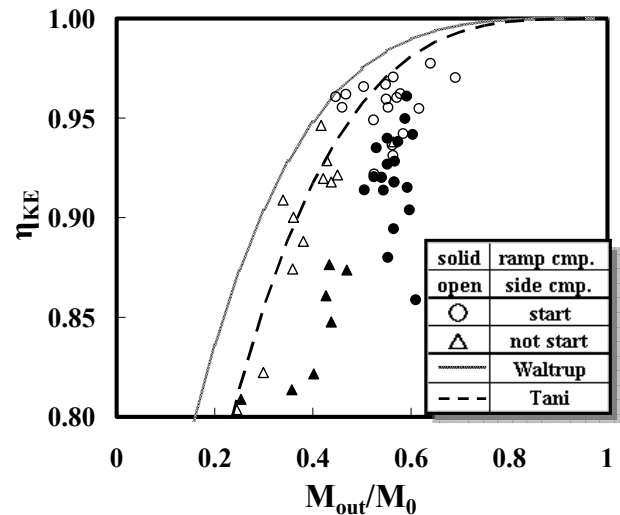 1.00
0.95
0.90
0.85
0.80
η_KE
solid ramp cmp.
open side cmp.
○ start
△ not start
Waltrup
Tani
0 0.2 0.4 0.6 0.8 1
M_out/M_0